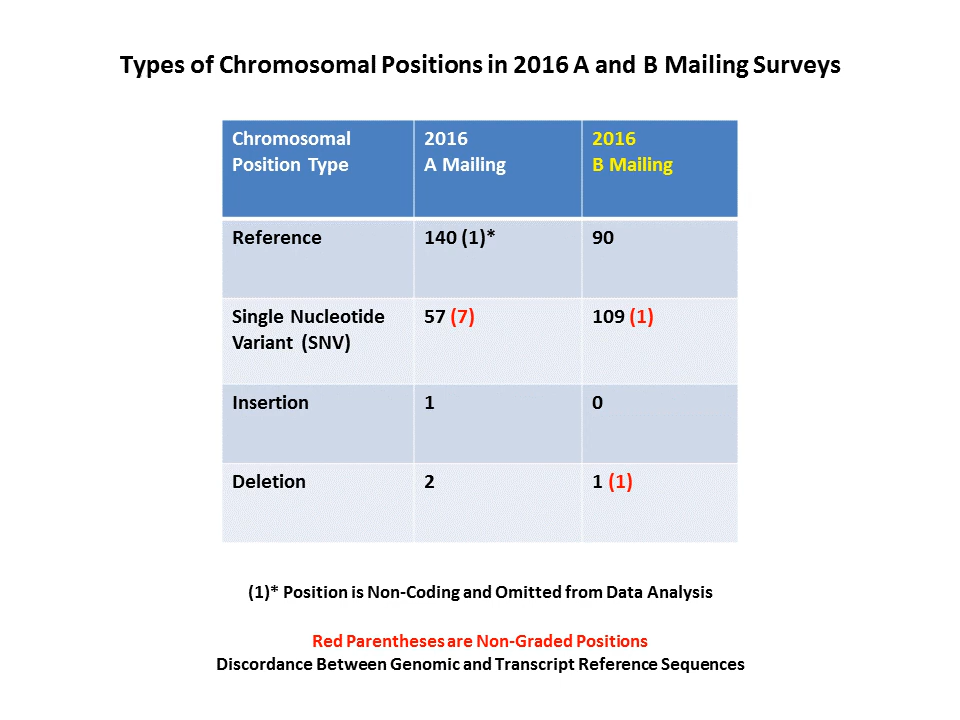 Types of Chromosomal Positions in 2016 A and B Mailing Surveys
Chromosomal
Position Type
2016
A Mailing
2016
B Mailing
Reference
140 (1)*
90
Single Nucleotide
Variant (SNV)
57 (7)
109 (1)
Insertion
1
0
Deletion
2
1 (1)
(1)* Position is Non-Coding and Omitted from Data Analysis
Red Parentheses are Non-Graded Positions
Discordance Between Genomic and Transcript Reference Sequences